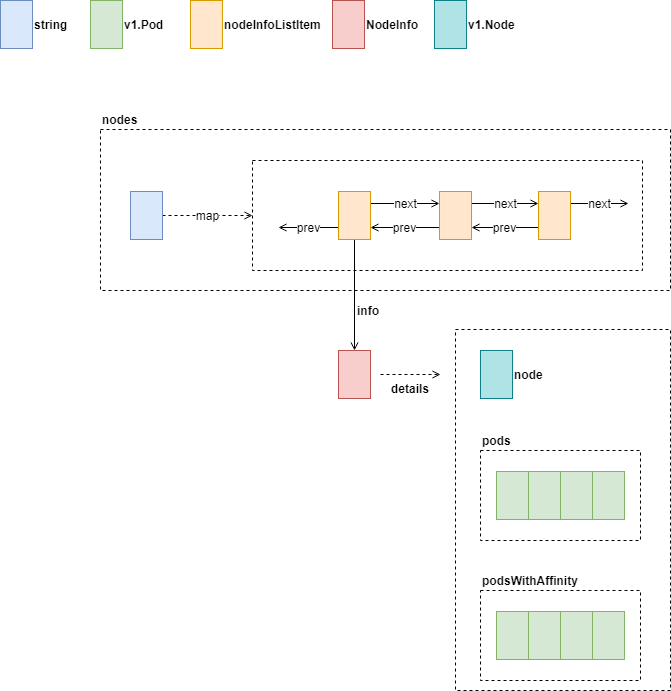 string
v1.Pod
nodeInfoListItem
NodeInfo
v1.Node
nodes
map
next
next
next
prev
prev
prev
info
details
node
pods
podsWithAffinity